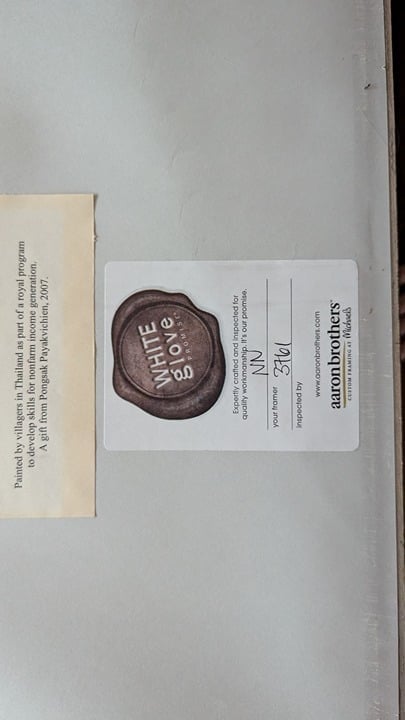 Painted by villagers in Thailand as part of a royal program
to develop skills for nonfarm income generation.
A gift from Pongsak Payakvichien, 2007.
WHITE
glove
PROMISE
Expertly crafted and inspected for
quality workmanship. It's our promise.
NN
your framer
3761
inspected by
www.aaronbrothers.com
aaronbrothers™
CUSTOM FRAMING AT Michaels